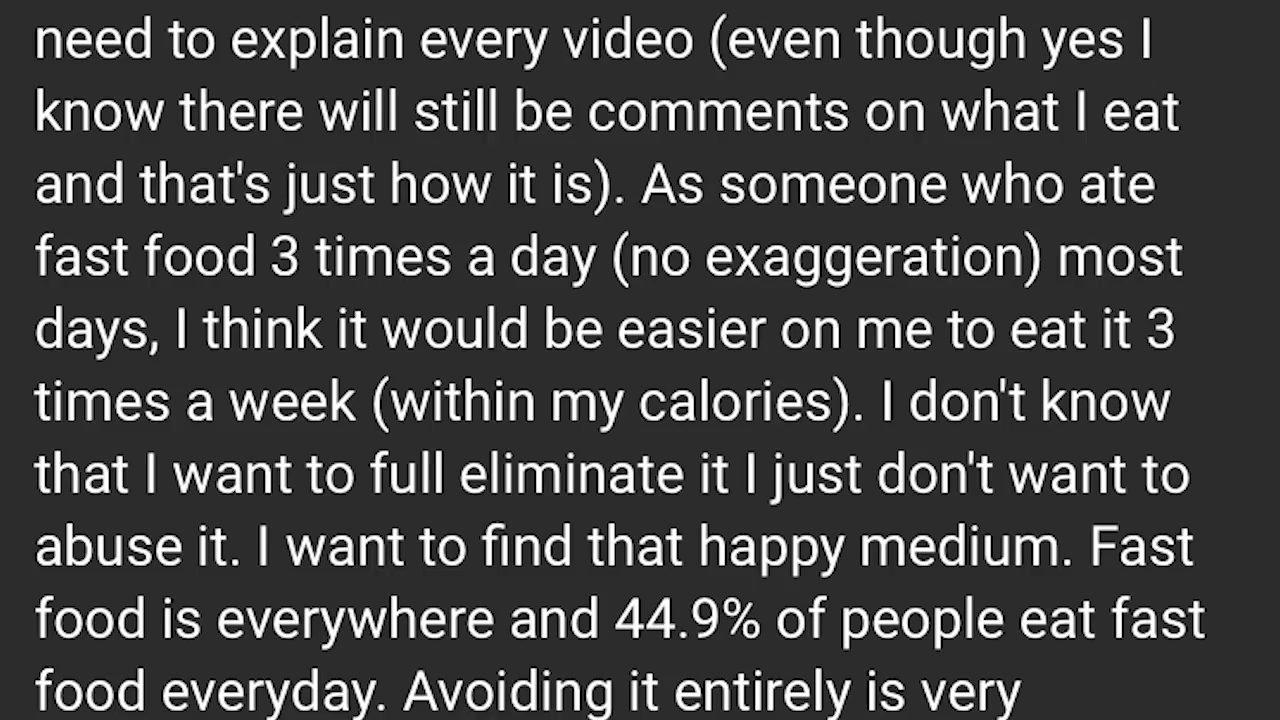 need to explain every video (even though yes I
know there will still be comments on what I eat
and that's just how it is). As someone who ate
fast food 3 times a day (no exaggeration) most
days, I think it would be easier on me to eat it 3
times a week (within my calories). I don't know
that I want to full eliminate it I just don't want to
abuse it. I want to find that happy medium. Fast
food is everywhere and 44.9% of people eat fast
food everyday. Avoiding it entirely is very